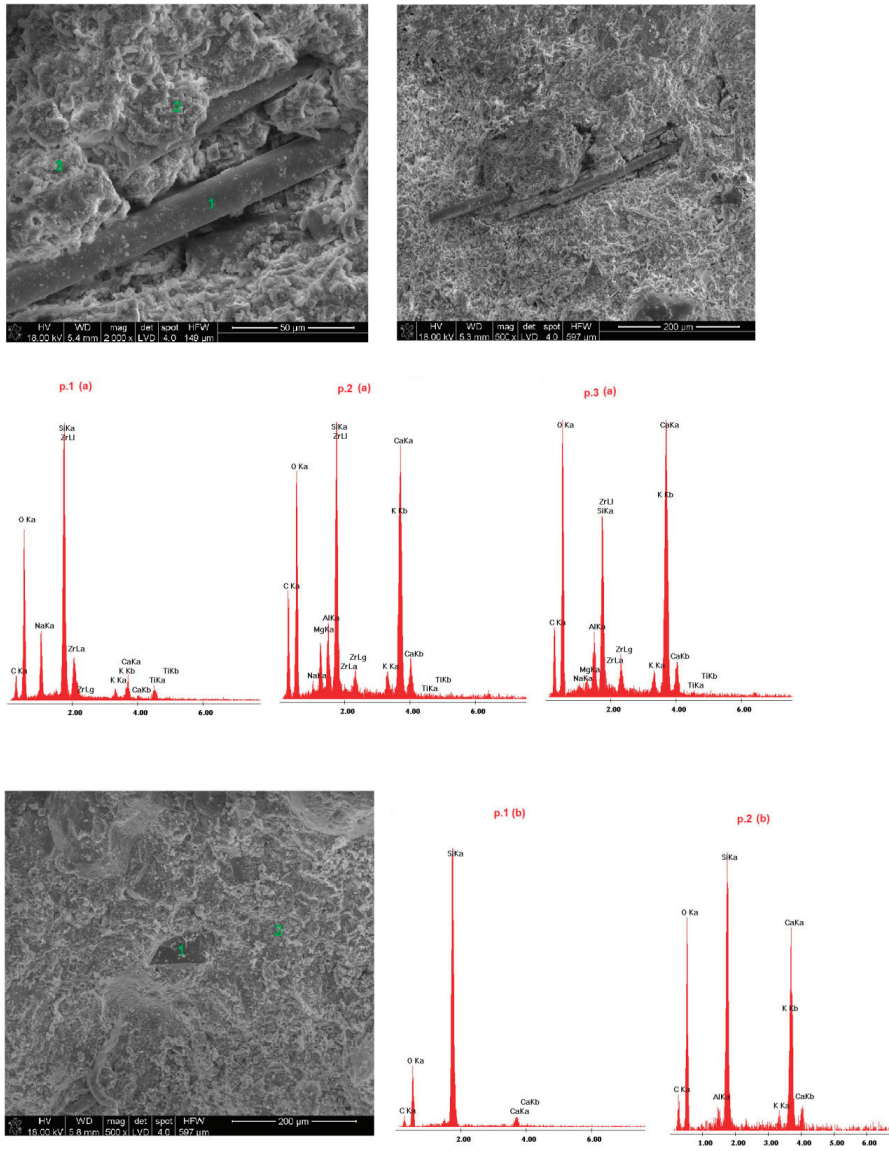 2
3
1
HV WD mag det spot HFW 50 µm
18.00 kV 5.4 mm 2 000 x LVD 4.0 149 µm
HV WD mag det spot HFW 200 µm
18.00 kV 5.3 mm 500 x LVD 4.0 597 µm
p.1 (a)
SiKa
ZrLl
O Ka
NaKa
ZrLa
C Ka
ZrLg
CaKa
K Kb
K Ka
CaKb
TiKa
TiKb
2.00 4.00 6.00
p.2 (a)
SiKa
ZrLl
CaKa
O Ka
K Kb
C Ka
AlKa
MgKa
NaKa
ZrLa
ZrLg
K Ka
CaKb
TiKa
TiKb
2.00 4.00 6.00
p.3 (a)
O Ka
CaKa
ZrLl
SiKa
K Kb
C Ka
AlKa
MgKa
NaKa
ZrLg
ZrLa
K Ka
CaKb
TiKa
TiKb
2.00 4.00 6.00
1
2
HV WD mag det spot HFW 200 µm
18.00 kV 5.8 mm 500 x LVD 4.0 597 µm
p.1 (b)
SiKa
O Ka
C Ka
CaKb
CaKa
2.00 4.00 6.00
p.2 (b)
SiKa
O Ka
CaKa
K Kb
C Ka
AlKa
K Ka
CaKb
1.00 2.00 3.00 4.00 5.00 6.00